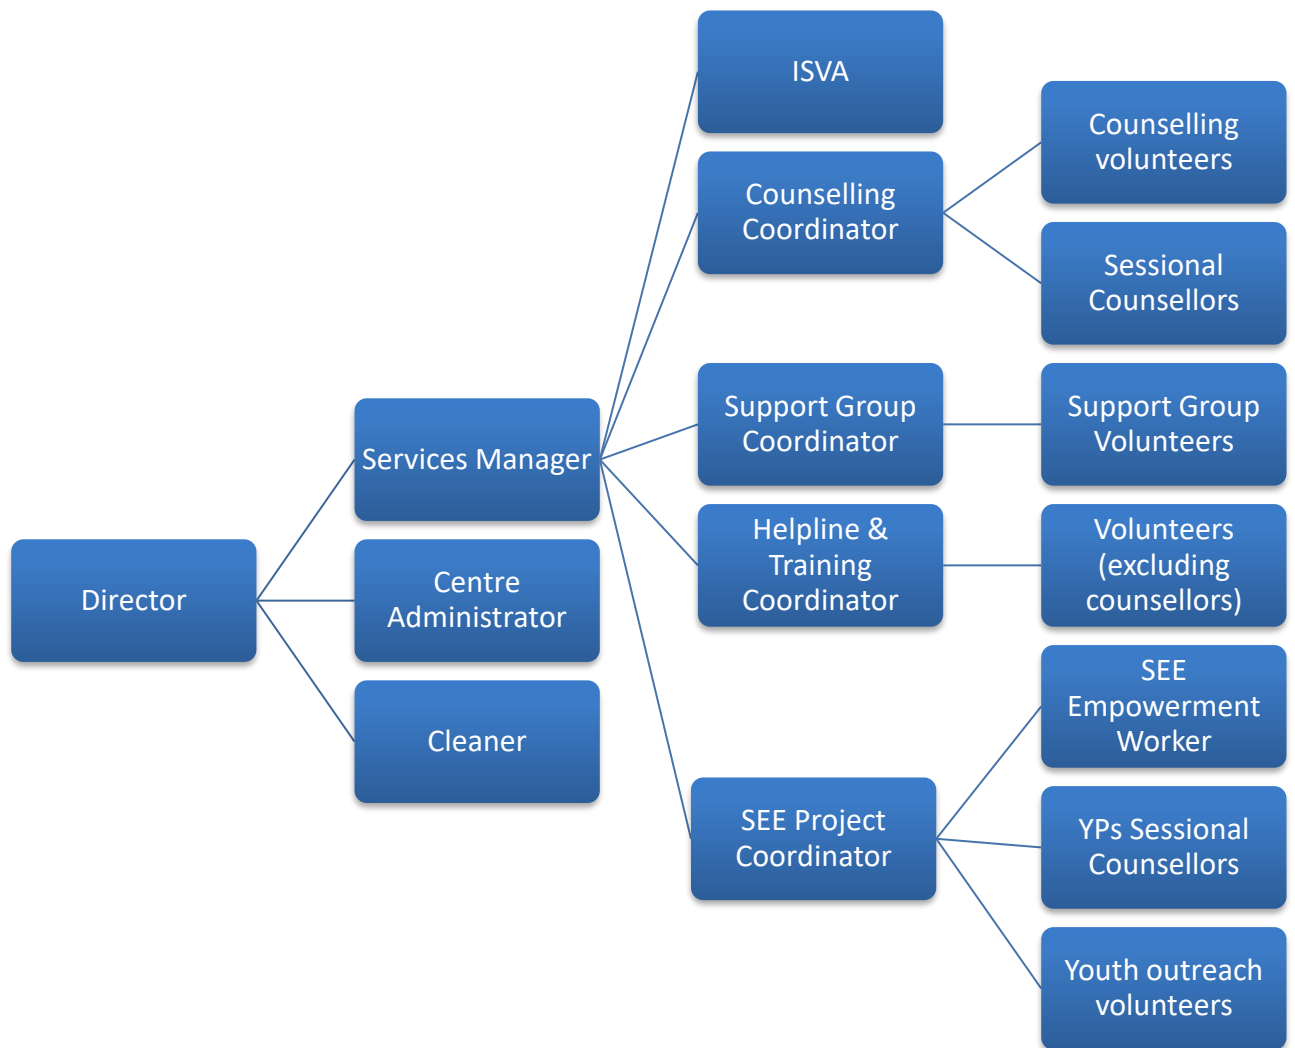 Director
Services Manager
Centre
Administrator
Cleaner
ISVA
Counselling
Coordinator
Support Group
Coordinator
Helpline &
Training
Coordinator
SEE Project
Coordinator
Counselling
volunteers
Sessional
Counsellors
Support Group
Volunteers
Volunteers
(excluding
counsellors)
SEE
Empowerment
Worker
YPs Sessional
Counsellors
Youth outreach
volunteers